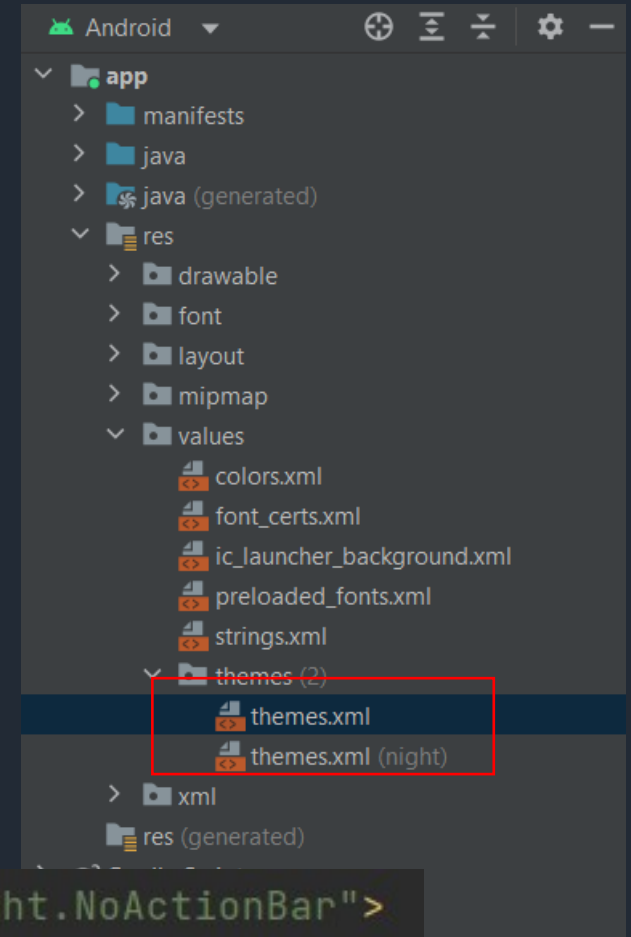 Android
app
manifests
java
java (generated)
res
drawable
font
layout
mipmap
values
colors.xml
font_certs.xml
ic_launcher_background.xml
preloaded_fonts.xml
strings.xml
themes (2)
themes.xml
themes.xml (night)
xml
res (generated)
ht.NoActionBar">